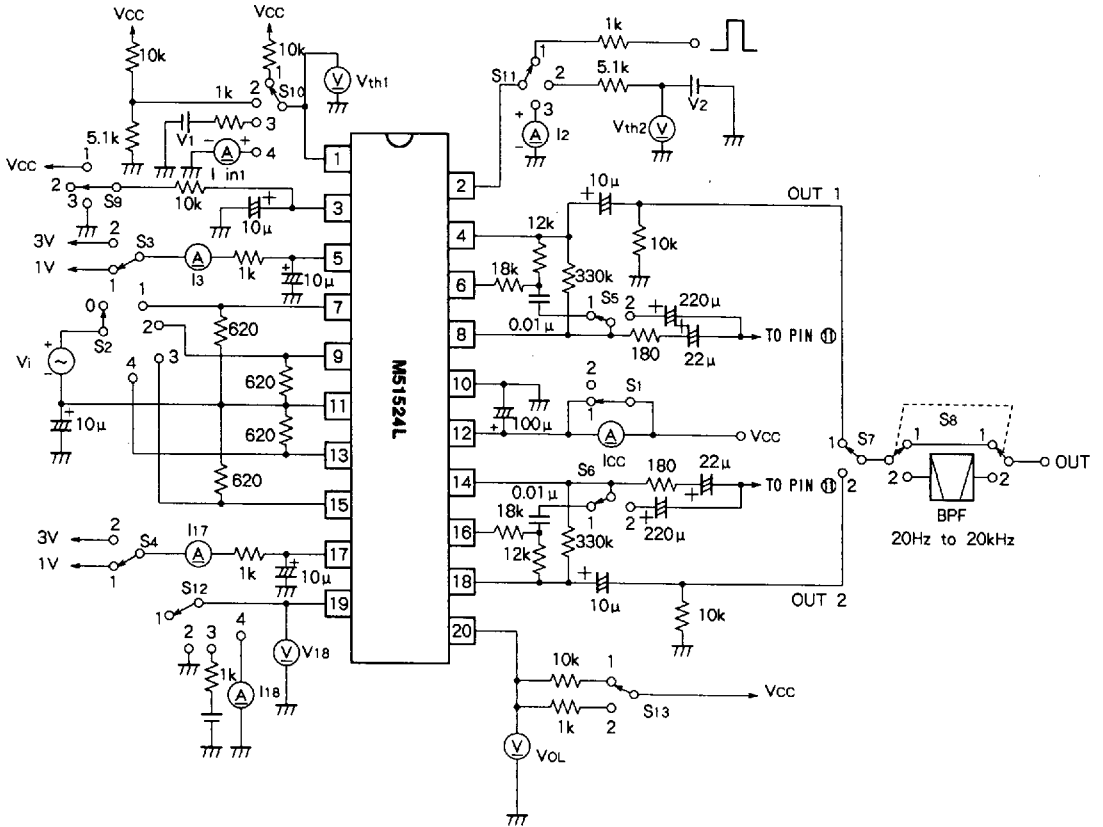 VCC
VCC
10k
10k
1
2
S10
Vth1
1k
3
V1
5.1k
4
I in1
VCC
1
2
S9
3
10k
10μ
3V
2
S3
1V
1
I3
1k
10μ
0
S2
1
2
3
4
Vi
10μ
620
620
620
620
3V
2
S4
1V
1
I17
1k
10μ
S12
1
2
3
4
1k
I18
V18
M51524L
1
3
5
7
9
11
13
15
17
19
2
4
6
8
10
12
14
16
18
20
1
1k
S11
2
5.1k
V2
3
I2
Vth2
10μ
OUT 1
12k
10k
18k
330k
S5
1
2
220μ
0.01μ
180
22μ
TO PIN ⑪
2
S1
1
100μ
ICC
VCC
S6
180
22μ
0.01μ
TO PIN ⑪
1
2
220μ
18k
12k
330k
10μ
10k
OUT 2
1
S7
2
S8
1
1
2
2
OUT
BPF
20Hz to 20kHz
10k
1
1k
2
S13
VCC
VOL